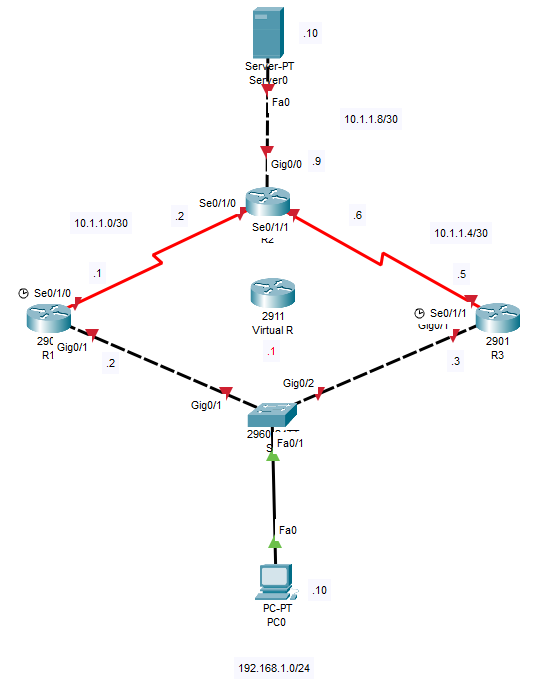 .10
Server-PT
Server0
Fa0
10.1.1.8/30
Gig0/0
.9
Se0/1/0
.2
.6
10.1.1.0/30
Se0/1/1
R2
10.1.1.4/30
.1
.5
Se0/1/0
2911
Virtual R
Se0/1/1
Gig0/1
290
R1
Gig0/1
.1
2901
R3
.2
.3
Gig0/2
Gig0/1
2960
Fa0/1
S
Fa0
.10
PC-PT
PC0
192.168.1.0/24